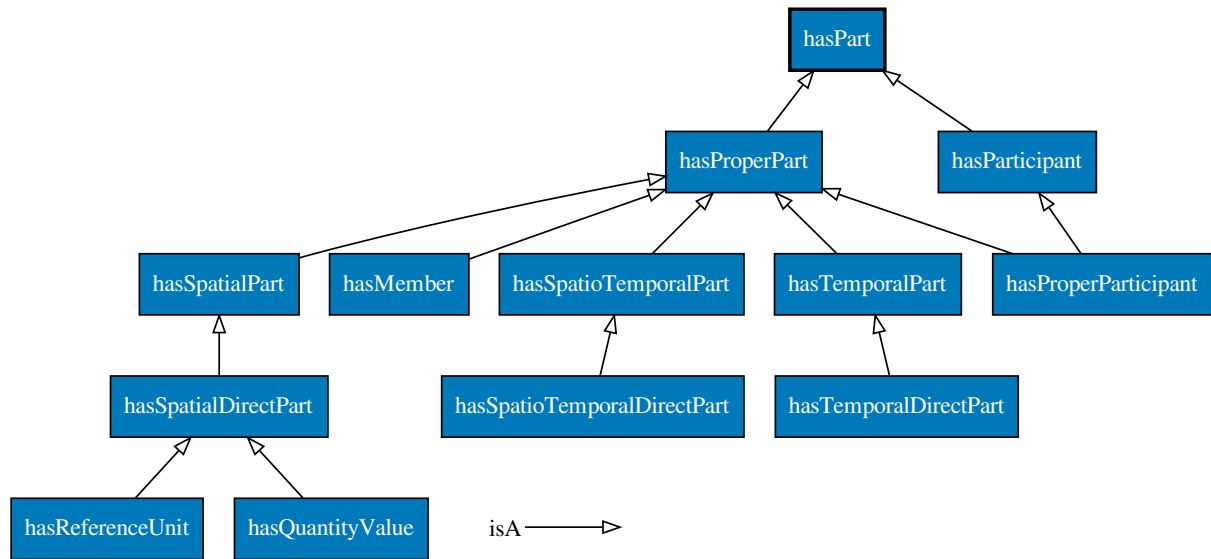 hasPart
hasProperPart
hasParticipant
hasSpatialPart
hasMember
hasSpatioTemporalPart
hasTemporalPart
hasProperParticipant
hasSpatialDirectPart
hasSpatioTemporalDirectPart
hasTemporalDirectPart
hasReferenceUnit
hasQuantityValue
isA